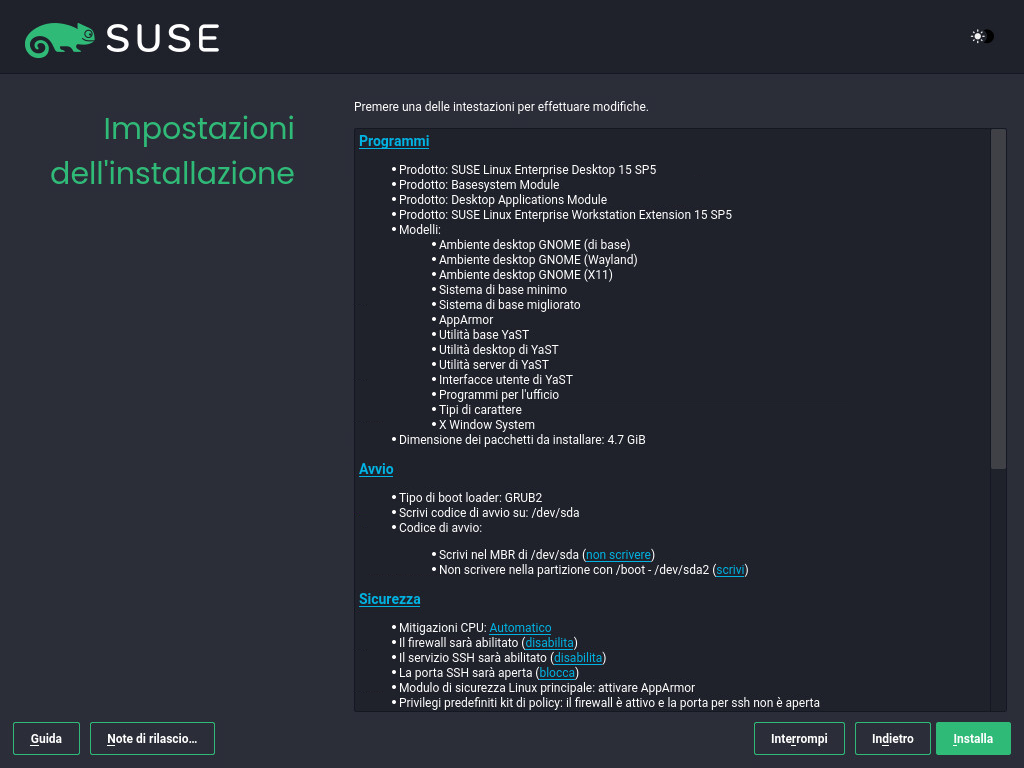 SUSE
Impostazioni
dell'installazione
Premere una delle intestazioni per effettuare modifiche.
Programmi
• Prodotto: SUSE Linux Enterprise Desktop 15 SP5
• Prodotto: Basesystem Module
• Prodotto: Desktop Applications Module
• Prodotto: SUSE Linux Enterprise Workstation Extension 15 SP5
• Modelli:
• Ambiente desktop GNOME (di base)
• Ambiente desktop GNOME (Wayland)
• Ambiente desktop GNOME (X11)
• Sistema di base minimo
• Sistema di base migliorato
• AppArmor
• Utilità base YaST
• Utilità desktop di YaST
• Utilità server di YaST
• Interfacce utente di YaST
• Programmi per l'ufficio
• Tipi di carattere
• X Window System
• Dimensione dei pacchetti da installare: 4.7 GiB
Avvio
• Tipo di boot loader: GRUB2
• Scrivi codice di avvio su: /dev/sda
• Codice di avvio:
• Scrivi nel MBR di /dev/sda (non scrivere)
• Non scrivere nella partizione con /boot - /dev/sda2 (scrivi)
Sicurezza
• Mitigazioni CPU: Automatico
• Il firewall sarà abilitato (disabilita)
• Il servizio SSH sarà abilitato (disabilita)
• La porta SSH sarà aperta (blocca)
• Modulo di sicurezza Linux principale: attivare AppArmor
• Privilegi predefiniti kit di policy: il firewall è attivo e la porta per ssh non è aperta
Guida
Note di rilascio...
Interrompi
Indietro
Installa